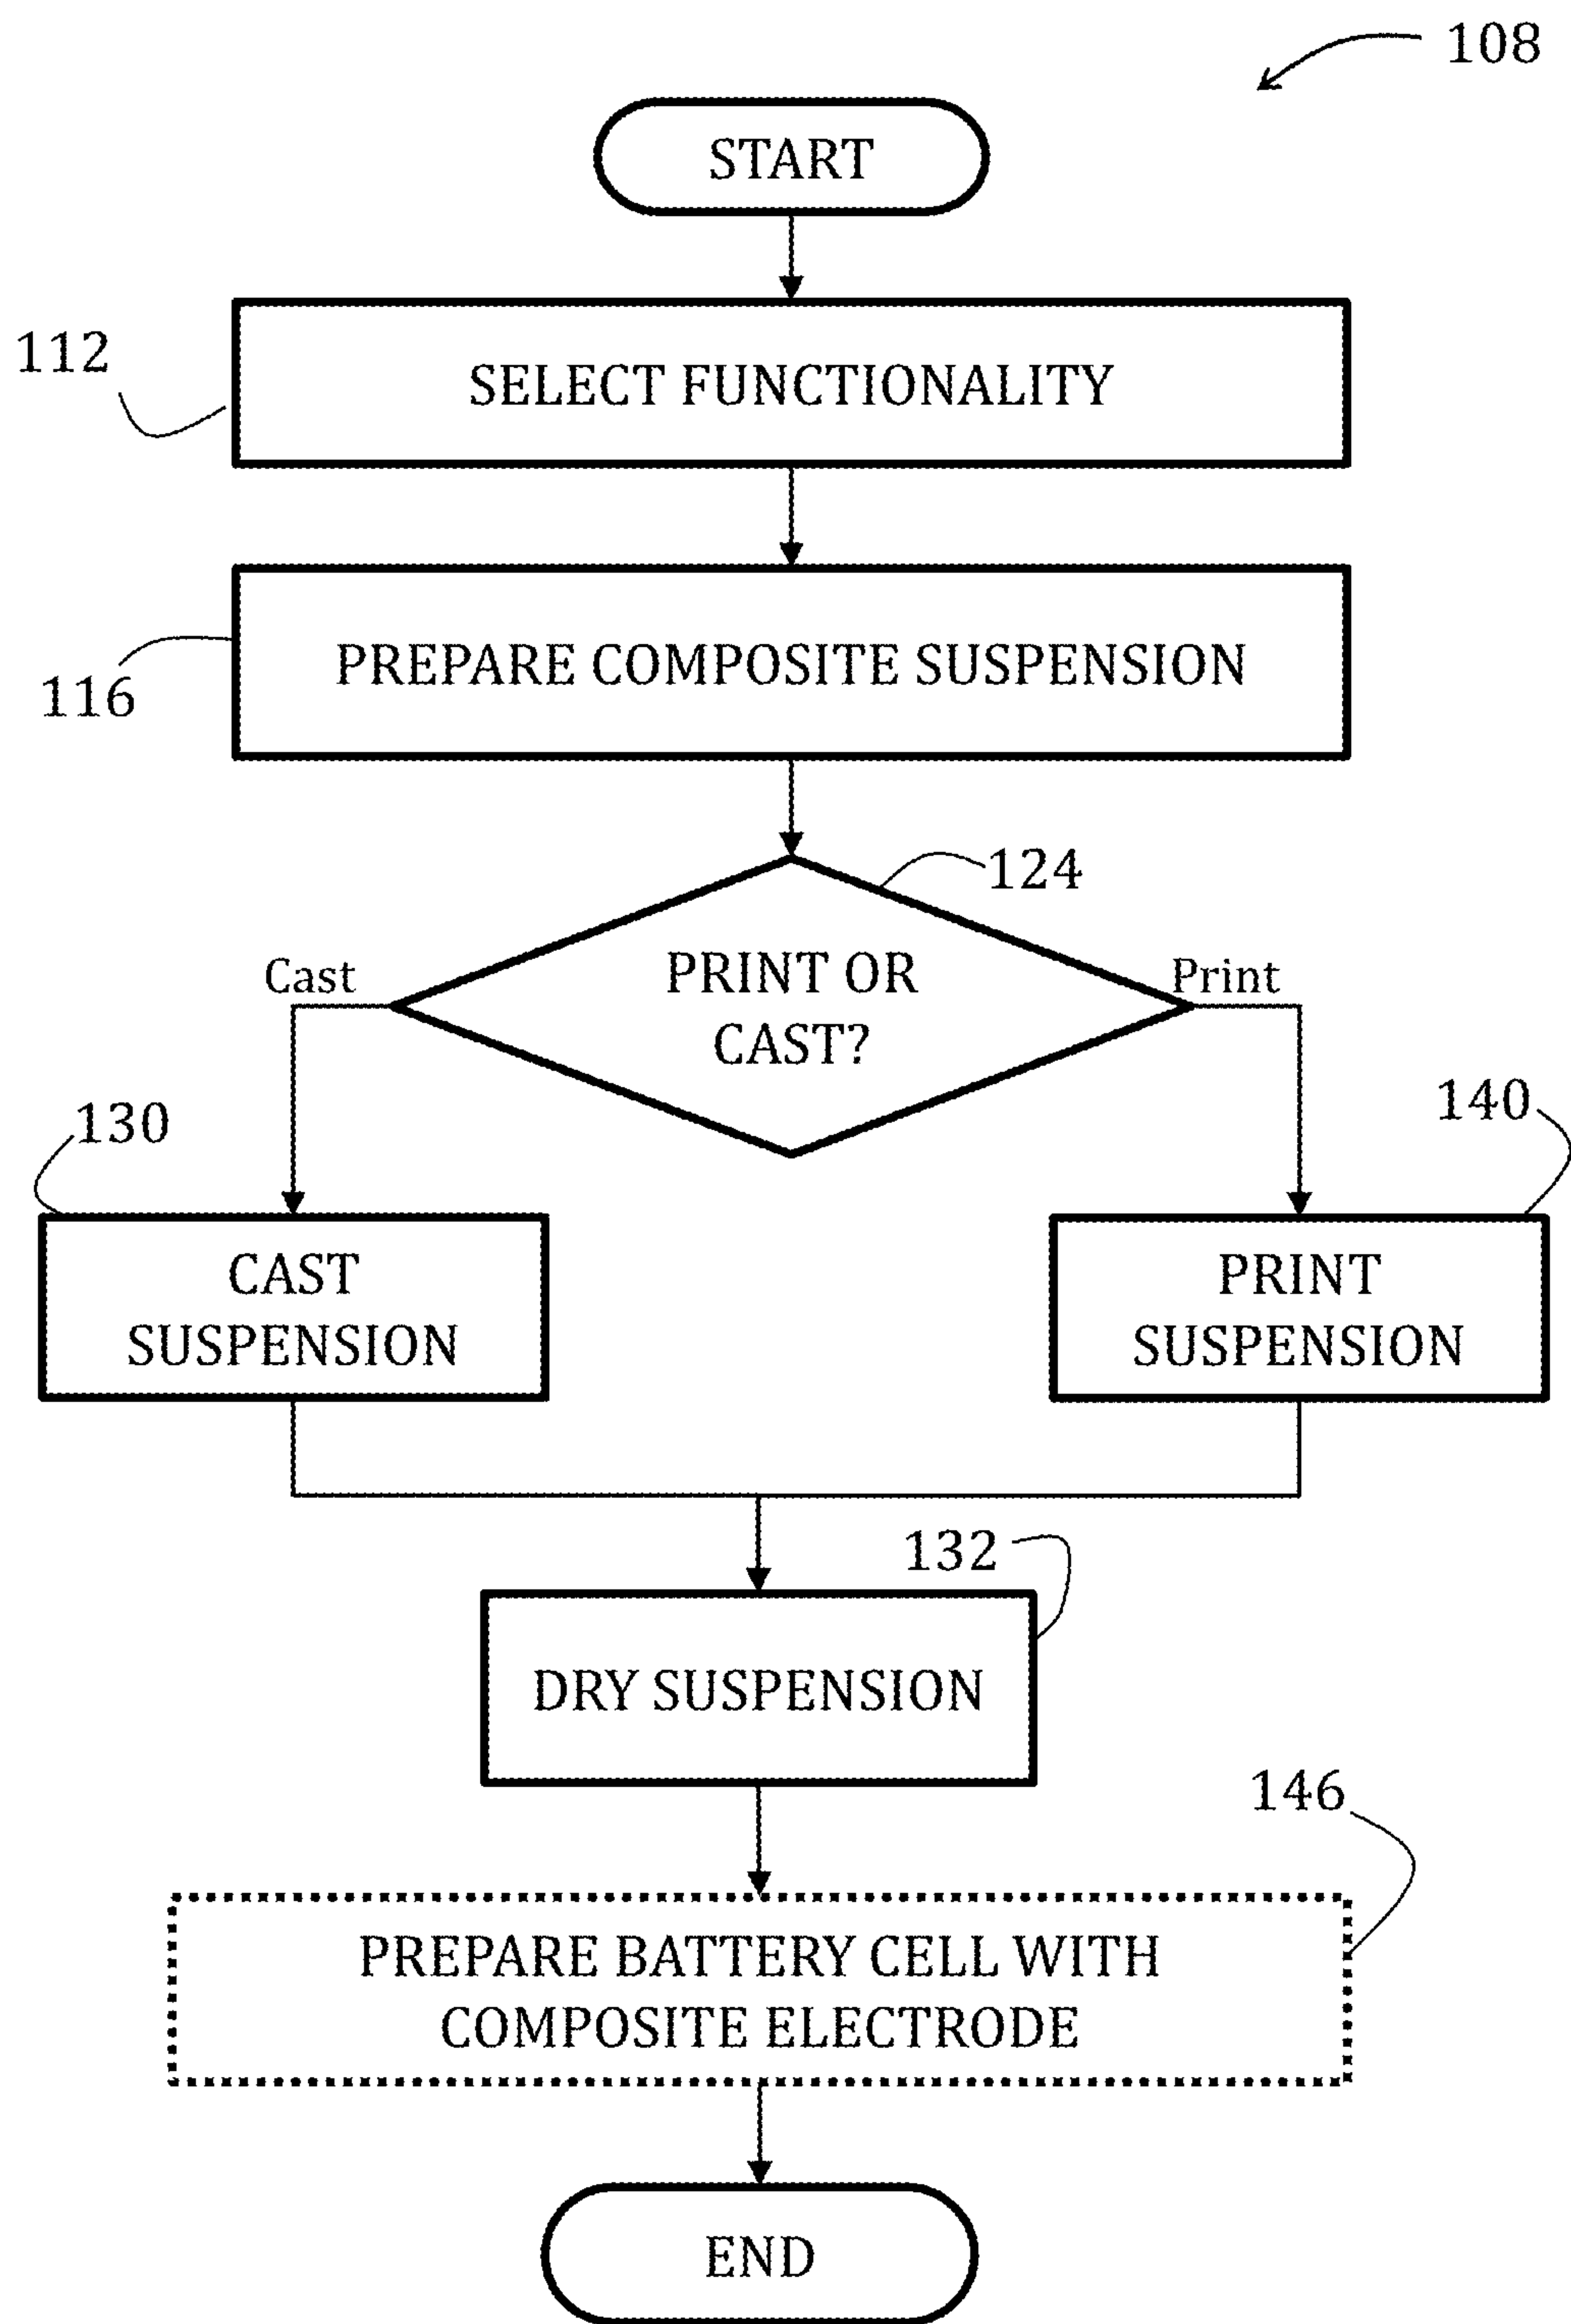 108
START
112
SELECT FUNCTIONALITY
116
PREPARE COMPOSITE SUSPENSION
124
PRINT OR
CAST?
Cast
Print
130
CAST
SUSPENSION
140
PRINT
SUSPENSION
132
DRY SUSPENSION
146
PREPARE BATTERY CELL WITH
COMPOSITE ELECTRODE
END